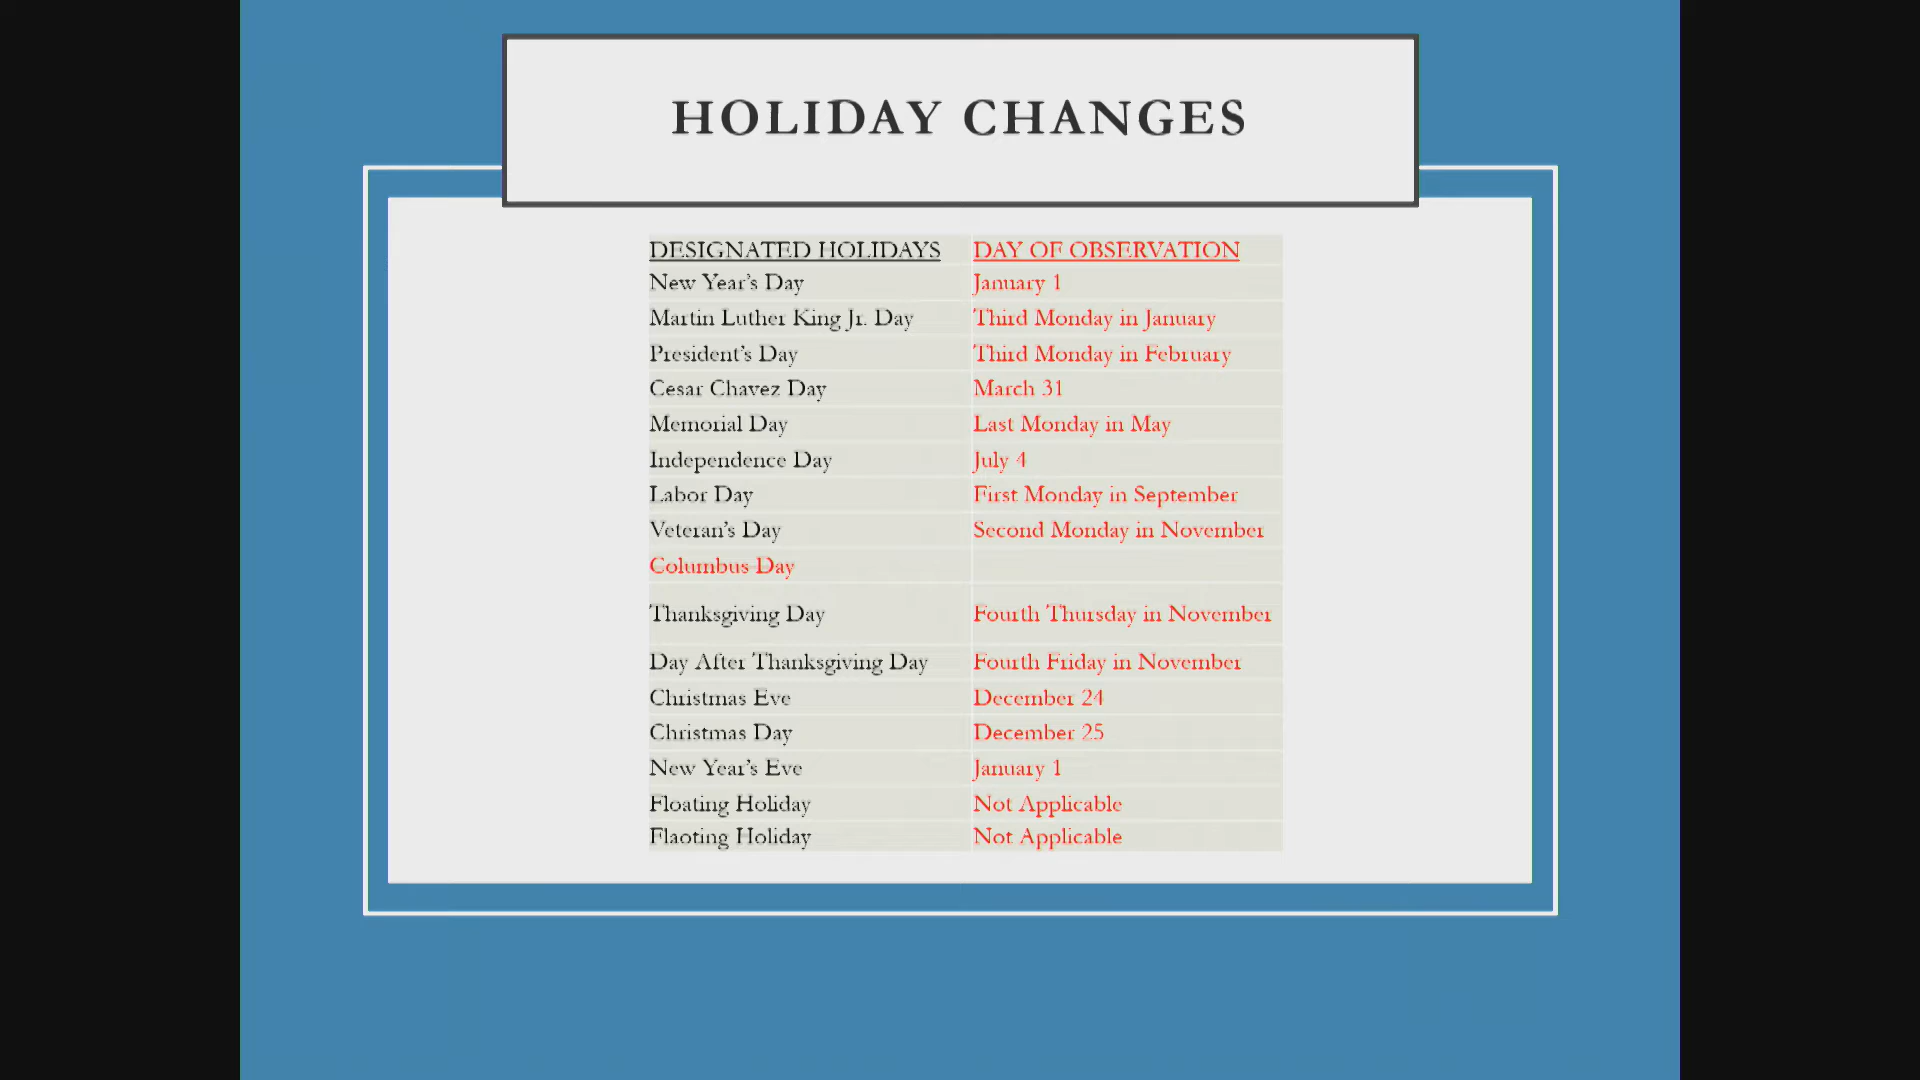 HOLIDAY CHANGES
DESIGNATED HOLIDAYS DAY OF OBSERVATION
New Year's Day January 1
Martin Luther King Jr. Day Third Monday in January
President's Day Third Monday in February
Cesar Chavez Day March 31
Memorial Day Last Monday in May
Independence Day July 4
Labor Day First Monday in September
Veteran's Day Second Monday in November
Columbus Day
Thanksgiving Day Fourth Thursday in November
Day After Thanksgiving Day Fourth Friday in November
Christmas Eve December 24
Christmas Day December 25
New Year's Eve January 1
Floating Holiday Not Applicable
Flaoting Holiday Not Applicable